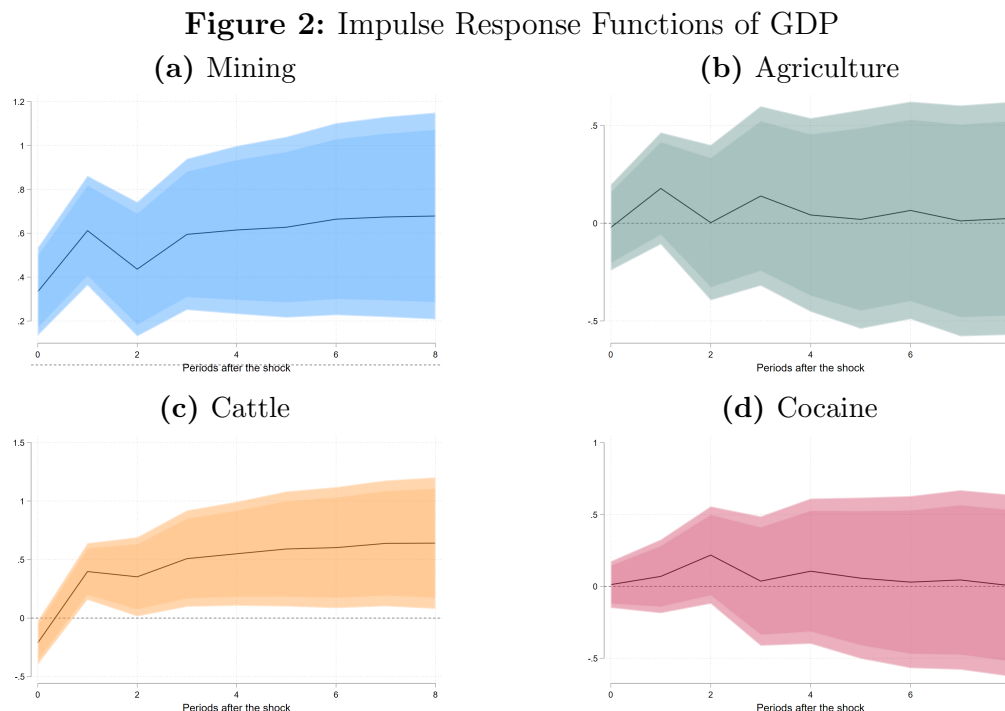 Figure 2: Impulse Response Functions of GDP
(a) Mining
(b) Agriculture
1.2
1
.8
.6
.4
.2
0 2 4 6 8
Periods after the shock
.5
0
-.5
0 2 4 6
Periods after the shock
(c) Cattle
(d) Cocaine
1.5
1
.5
0
-.5
0 2 4 6 8
Periods after the shock
1
.5
0
-.5
0 2 4 6
Periods after the shock